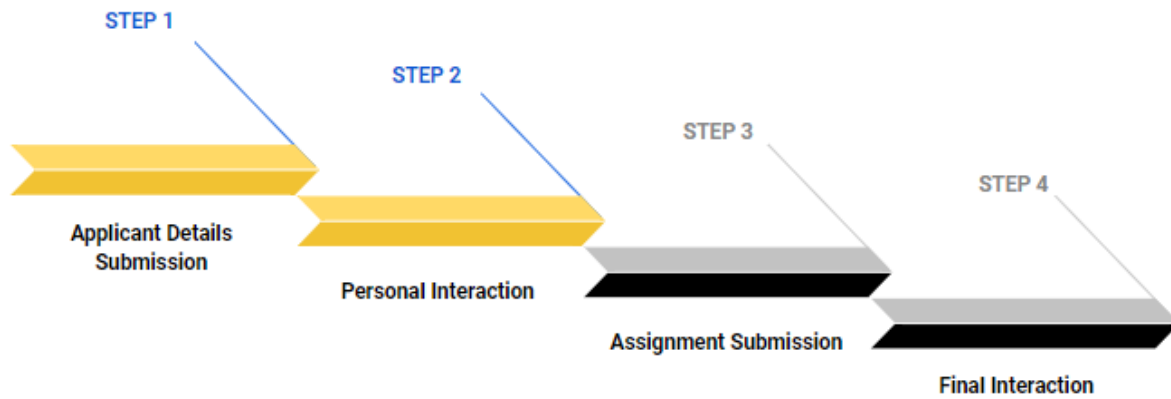 STEP 1
STEP 2
STEP 3
STEP 4
Applicant Details
Submission
Personal Interaction
Assignment Submission
Final Interaction